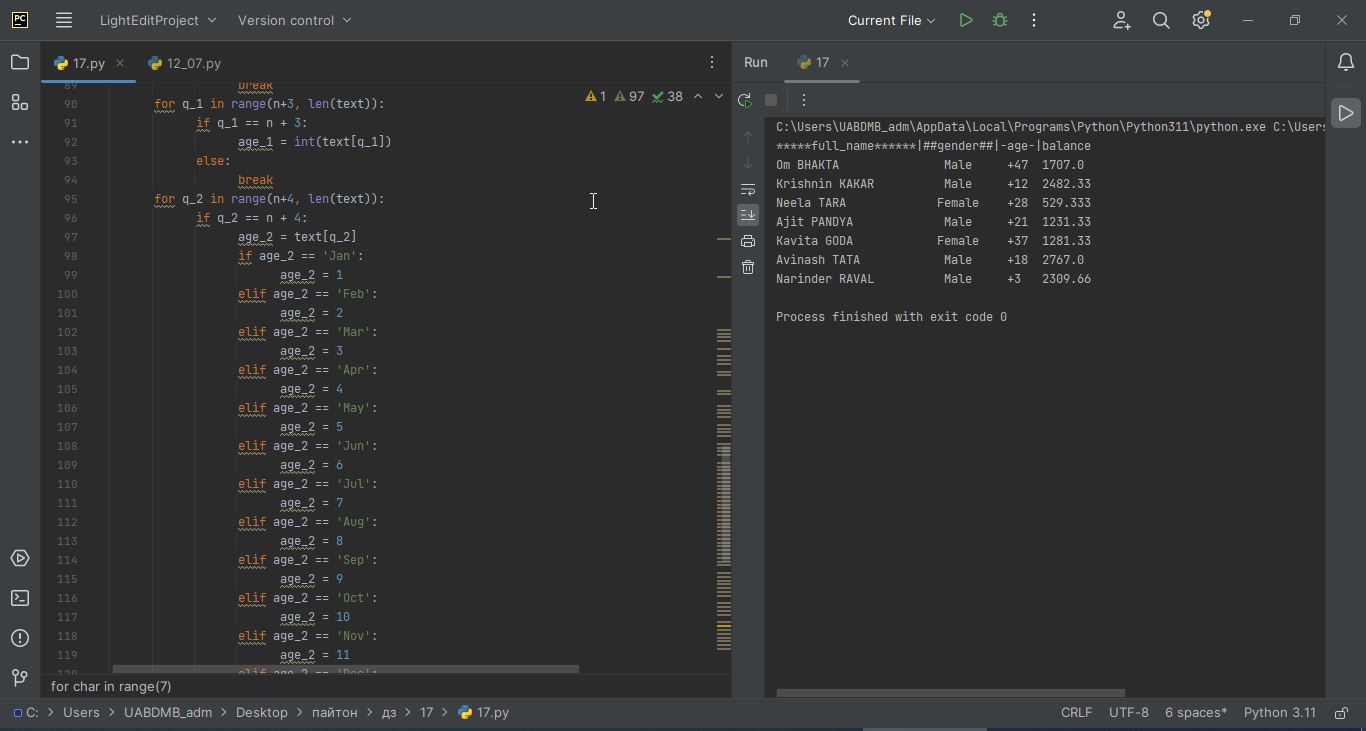 LightEditProject
Version control
Current File
17.py
12_07.py
Run
17
1 97 38
89 break
90 for q_1 in range(n+3, len(text)):
91 if q_1 == n + 3:
92 age_1 = int(text[q_1])
93 else:
94 break
95 for q_2 in range(n+4, len(text)):
96 if q_2 == n + 4:
97 age_2 = text[q_2]
98 if age_2 == 'Jan':
99 age_2 = 1
100 elif age_2 == 'Feb':
101 age_2 = 2
102 elif age_2 == 'Mar':
103 age_2 = 3
104 elif age_2 == 'Apr':
105 age_2 = 4
106 elif age_2 == 'May':
107 age_2 = 5
108 elif age_2 == 'Jun':
109 age_2 = 6
110 elif age_2 == 'Jul':
111 age_2 = 7
112 elif age_2 == 'Aug':
113 age_2 = 8
114 elif age_2 == 'Sep':
115 age_2 = 9
116 elif age_2 == 'Oct':
117 age_2 = 10
118 elif age_2 == 'Nov':
119 age_2 = 11
120 elif age_2 == 'Dec':
for char in range(7)
C:\Users\UABDMB_adm\AppData\Local\Programs\Python\Python311\python.exe C:\Users
*****full_name******|##gender##|-age-|balance
Om BHAKTA Male +47 1707.0
Krishnin KAKAR Male +12 2482.33
Neela TARA Female +28 529.333
Ajit PANDYA Male +21 1231.33
Kavita GODA Female +37 1281.33
Avinash TATA Male +18 2767.0
Narinder RAVAL Male +3 2309.66
Process finished with exit code 0
C: > Users > UABDMB_adm > Desktop > пайтон > дз > 17 > 17.py
CRLF UTF-8 6 spaces* Python 3.11